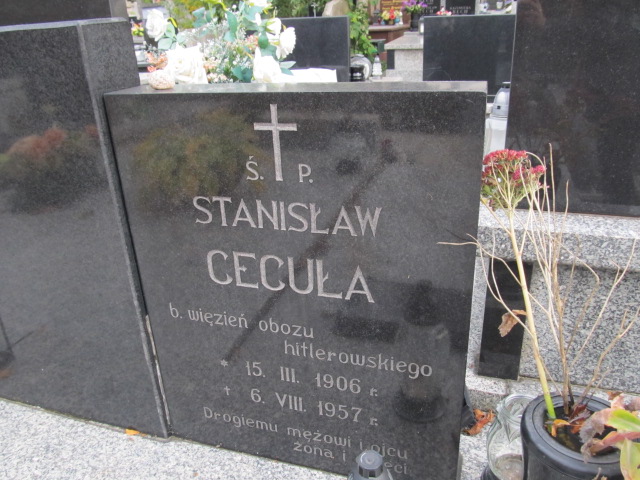 Ś. P.
STANISŁAW
CECUŁA
b. więzień obozu
hitlerowskiego
* 15. III. 1906 r.
† 6. VIII. 1957 r.
Drogiemu mężowi i ojcu
żona i